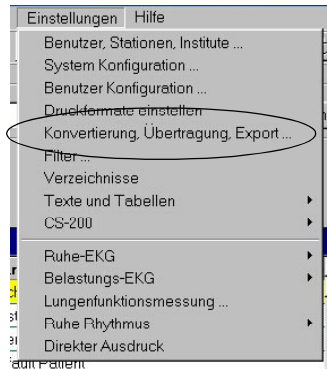 Einstellungen Hilfe
Benutzer, Stationen, Institute ...
System Konfiguration ...
Benutzer Konfiguration ...
Druckformate einstellen
Konvertierung, Übertragung, Export ...
Filter ...
Verzeichnisse
Texte und Tabellen
CS-200
Ruhe-EKG
Belastungs-EKG
Lungenfunktionsmessung ...
Ruhe Rhythmus
Direkter Ausdruck
Patient